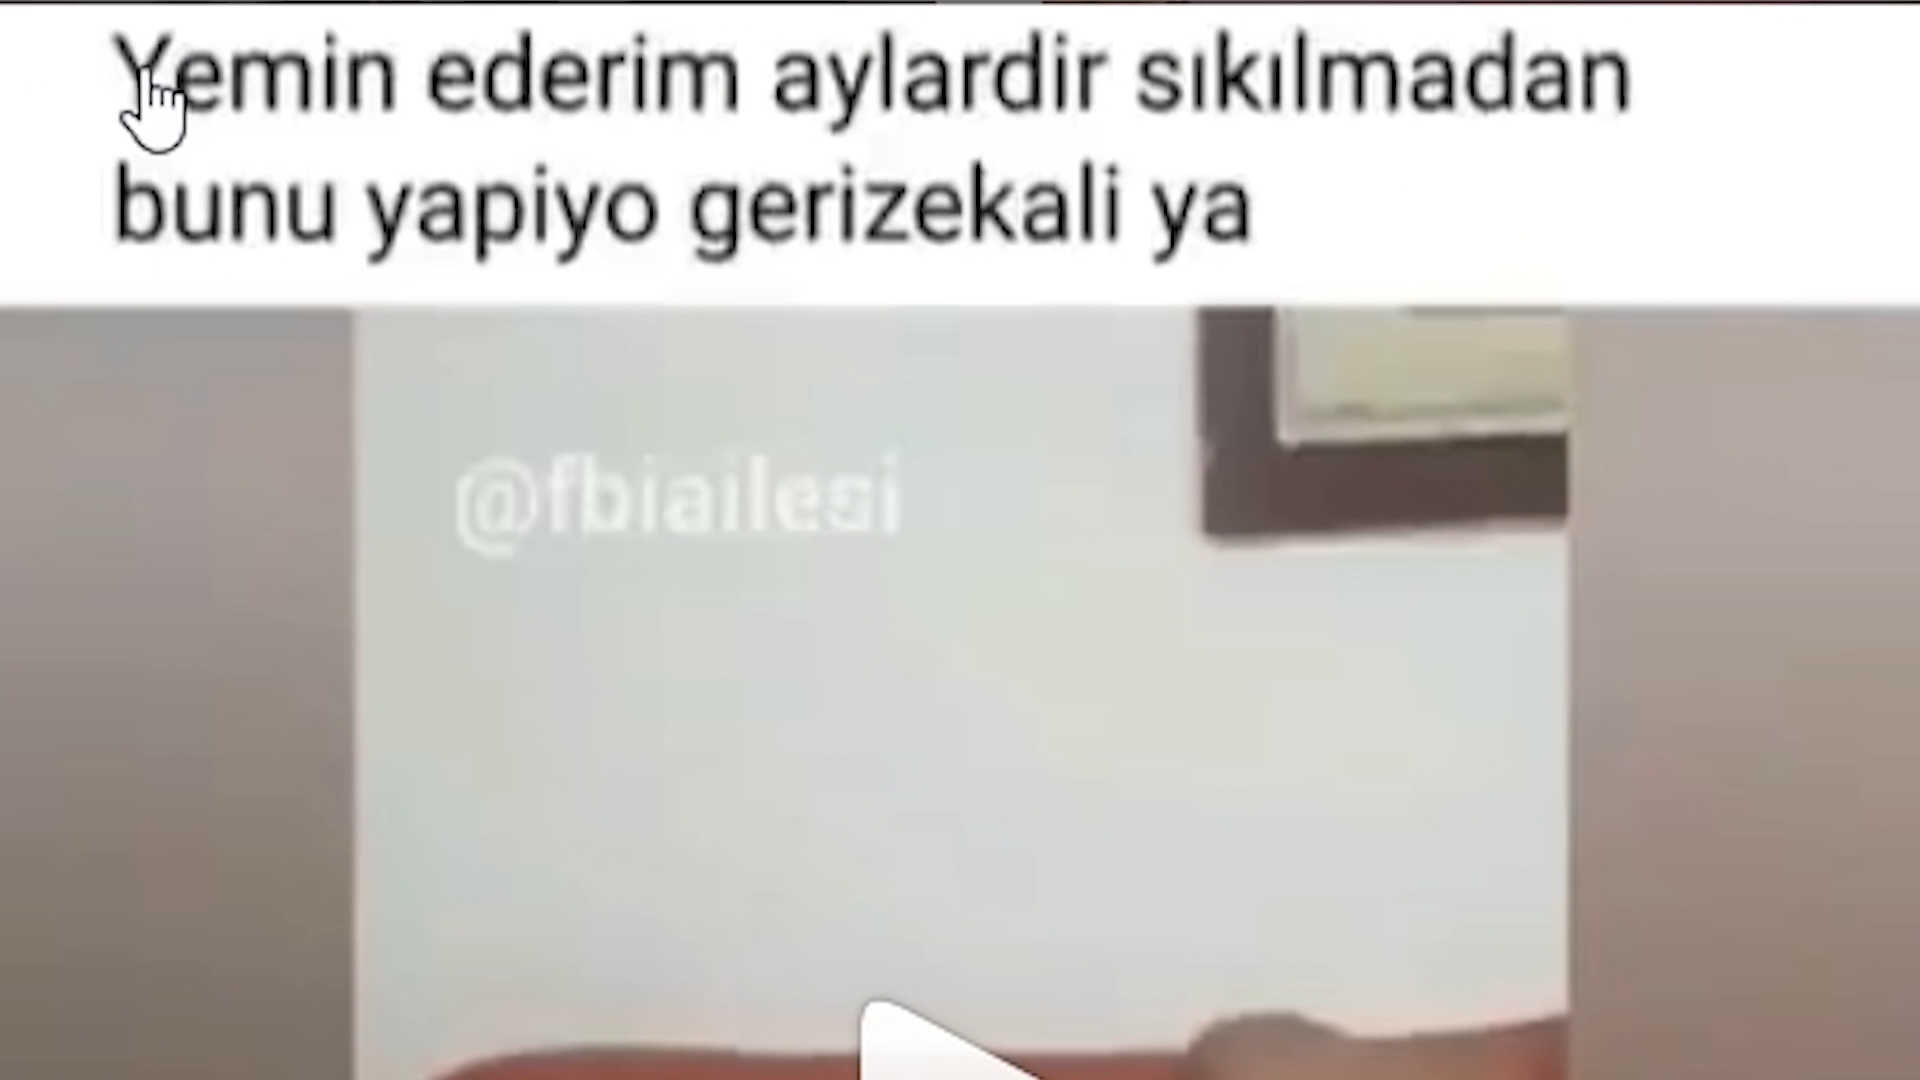 Yemin ederim aylardir sıkılmadan
bunu yapiyo gerizekali ya
@fbiailesi